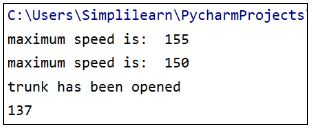 C:\Users\Simplilearn\PycharmProjects
maximum speed is:  155
maximum speed is:  150
trunk has been opened
137